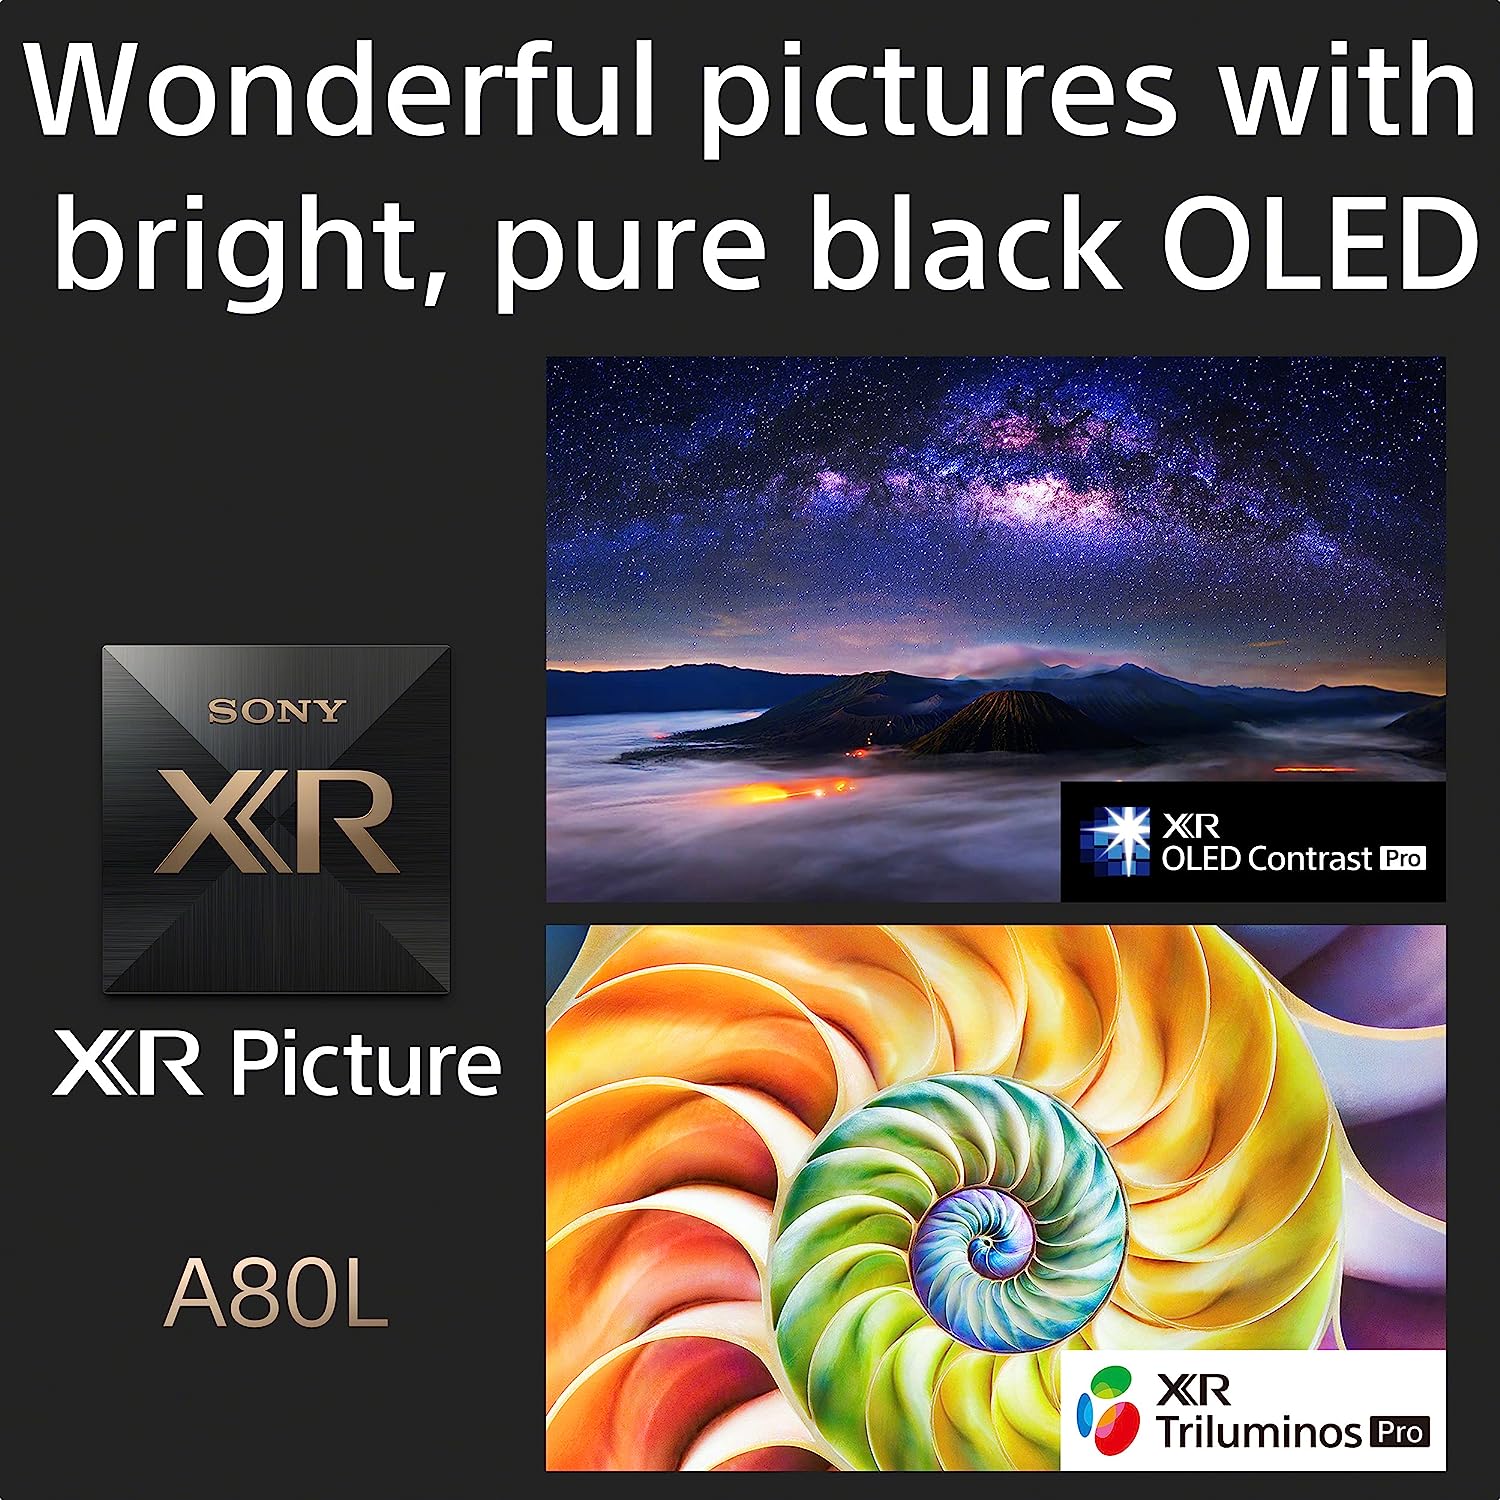 Wonderful pictures with
bright, pure black OLED
SONY
XR
XR Picture
A80L
XR
OLED Contrast Pro
XR
Triluminos Pro